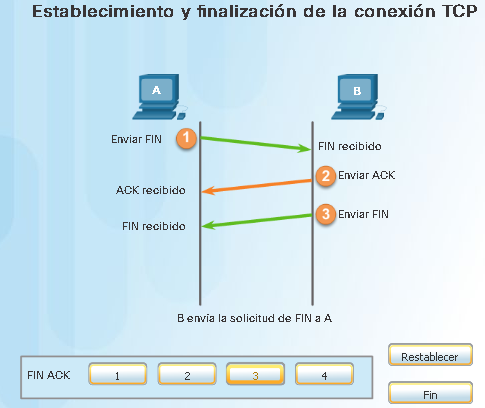 Establecimiento y finalización de la conexión TCP
A
B
Enviar FIN
1
FIN recibido
2
Enviar ACK
ACK recibido
3
Enviar FIN
FIN recibido
B envía la solicitud de FIN a A
Restablecer
FIN ACK
1
2
3
4
Fin